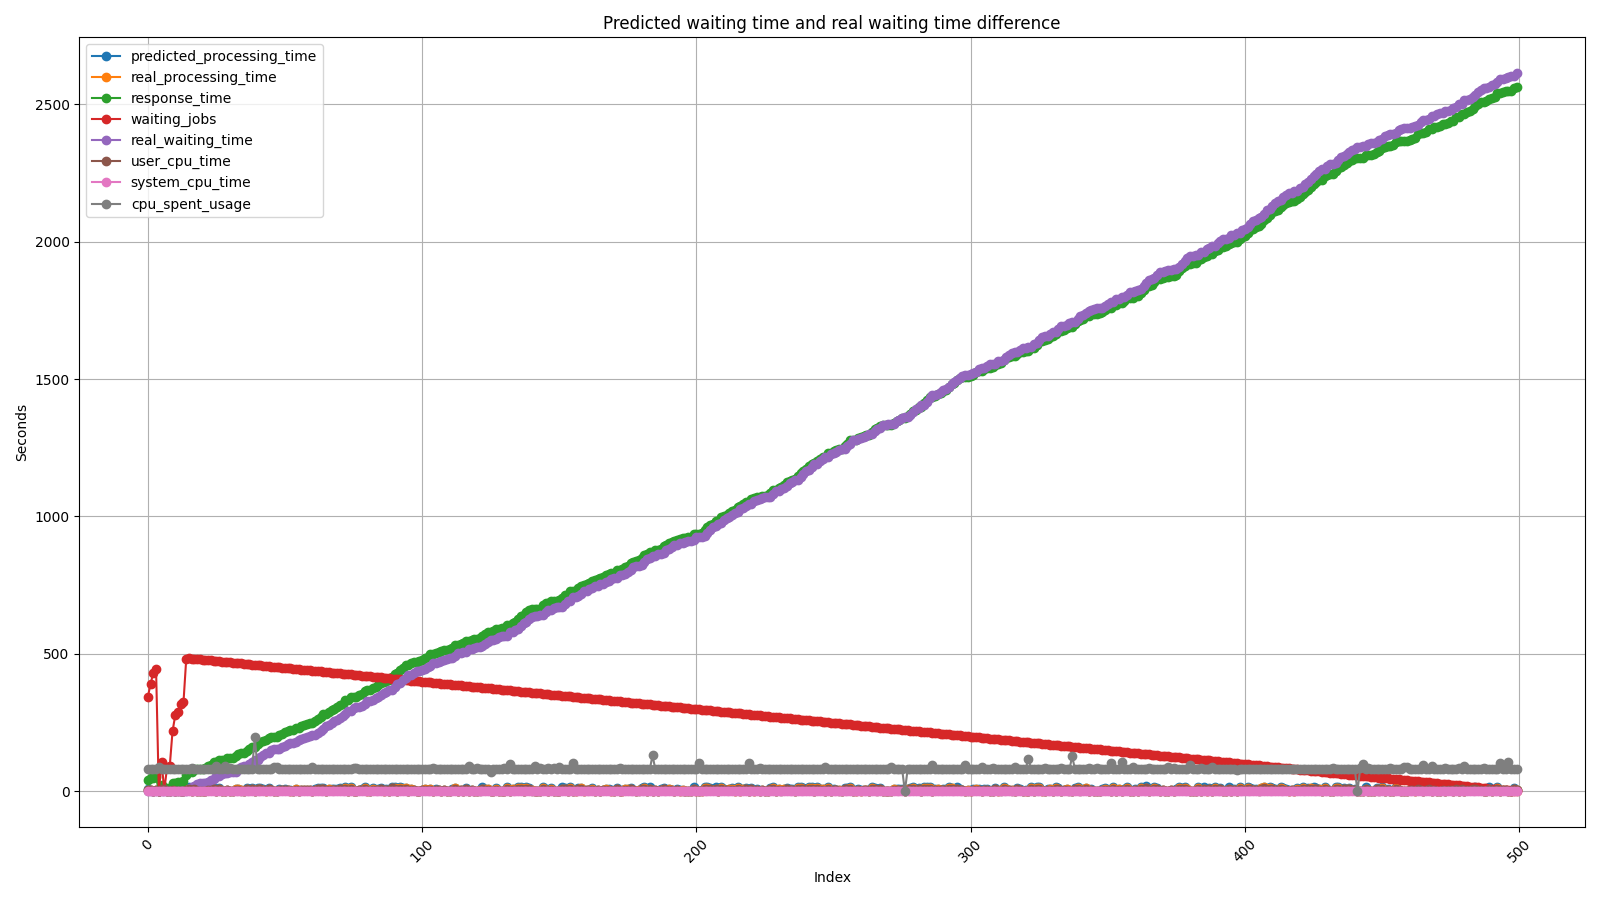 Predicted waiting time and real waiting time difference
predicted_processing_time
real_processing_time
response_time
waiting_jobs
real_waiting_time
user_cpu_time
system_cpu_time
cpu_spent_usage
2500
2000
1500
1000
500
0
Seconds
0
100
200
300
400
500
Index